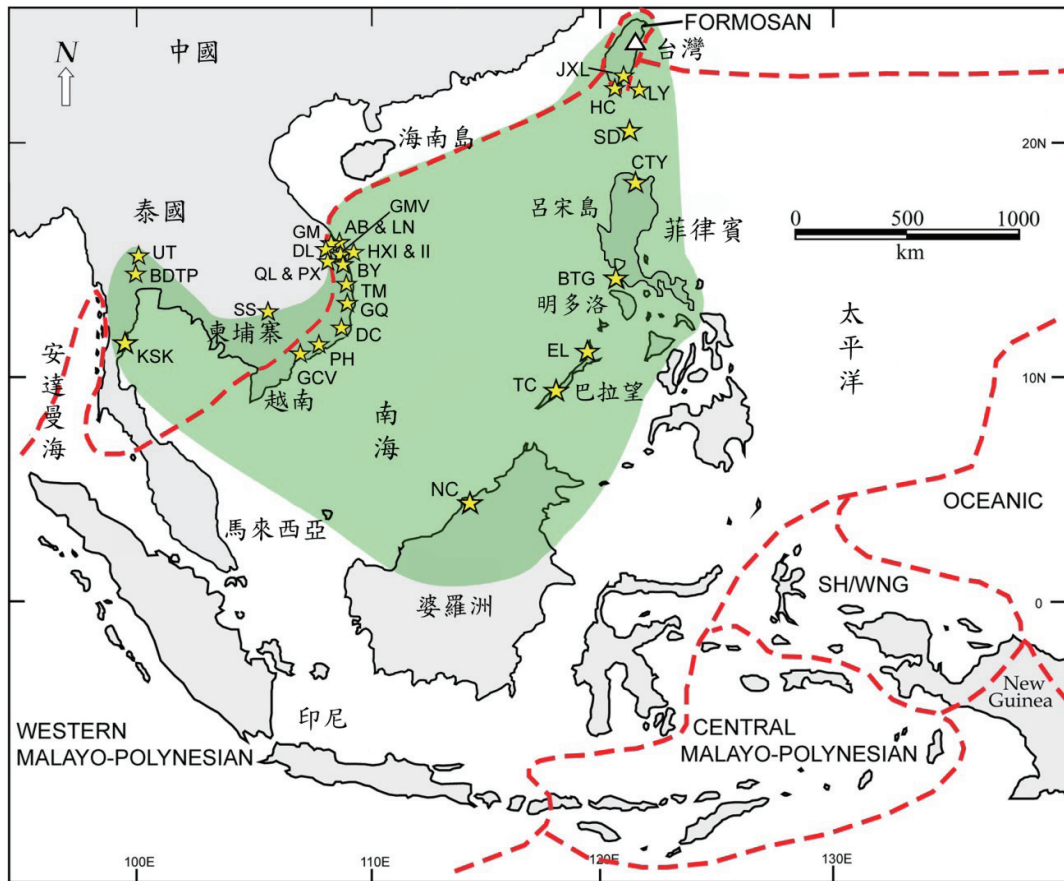 FORMOSAN
中國
N
台灣
JXL
LY
HC
海南島
SD
20N
CTY
GMV
呂宋島
泰國
AB & LN
菲律賓
0 500 1000
km
GM
DL
HXI & II
UT
QL & PX
BY
BDTP
BTG
TM
明多洛
GQ
SS
柬埔寨
DC
太平洋
安達曼海
KSK
PH
EL
GCV
TC
巴拉望
10N
越南
南海
NC
OCEANIC
馬來西亞
SH/WNG
婆羅洲
0
New
Guinea
印尼
WESTERN
MALAYO-POLYNESIAN
CENTRAL
MALAYO-POLYNESIAN
100E
110E
120E
130E